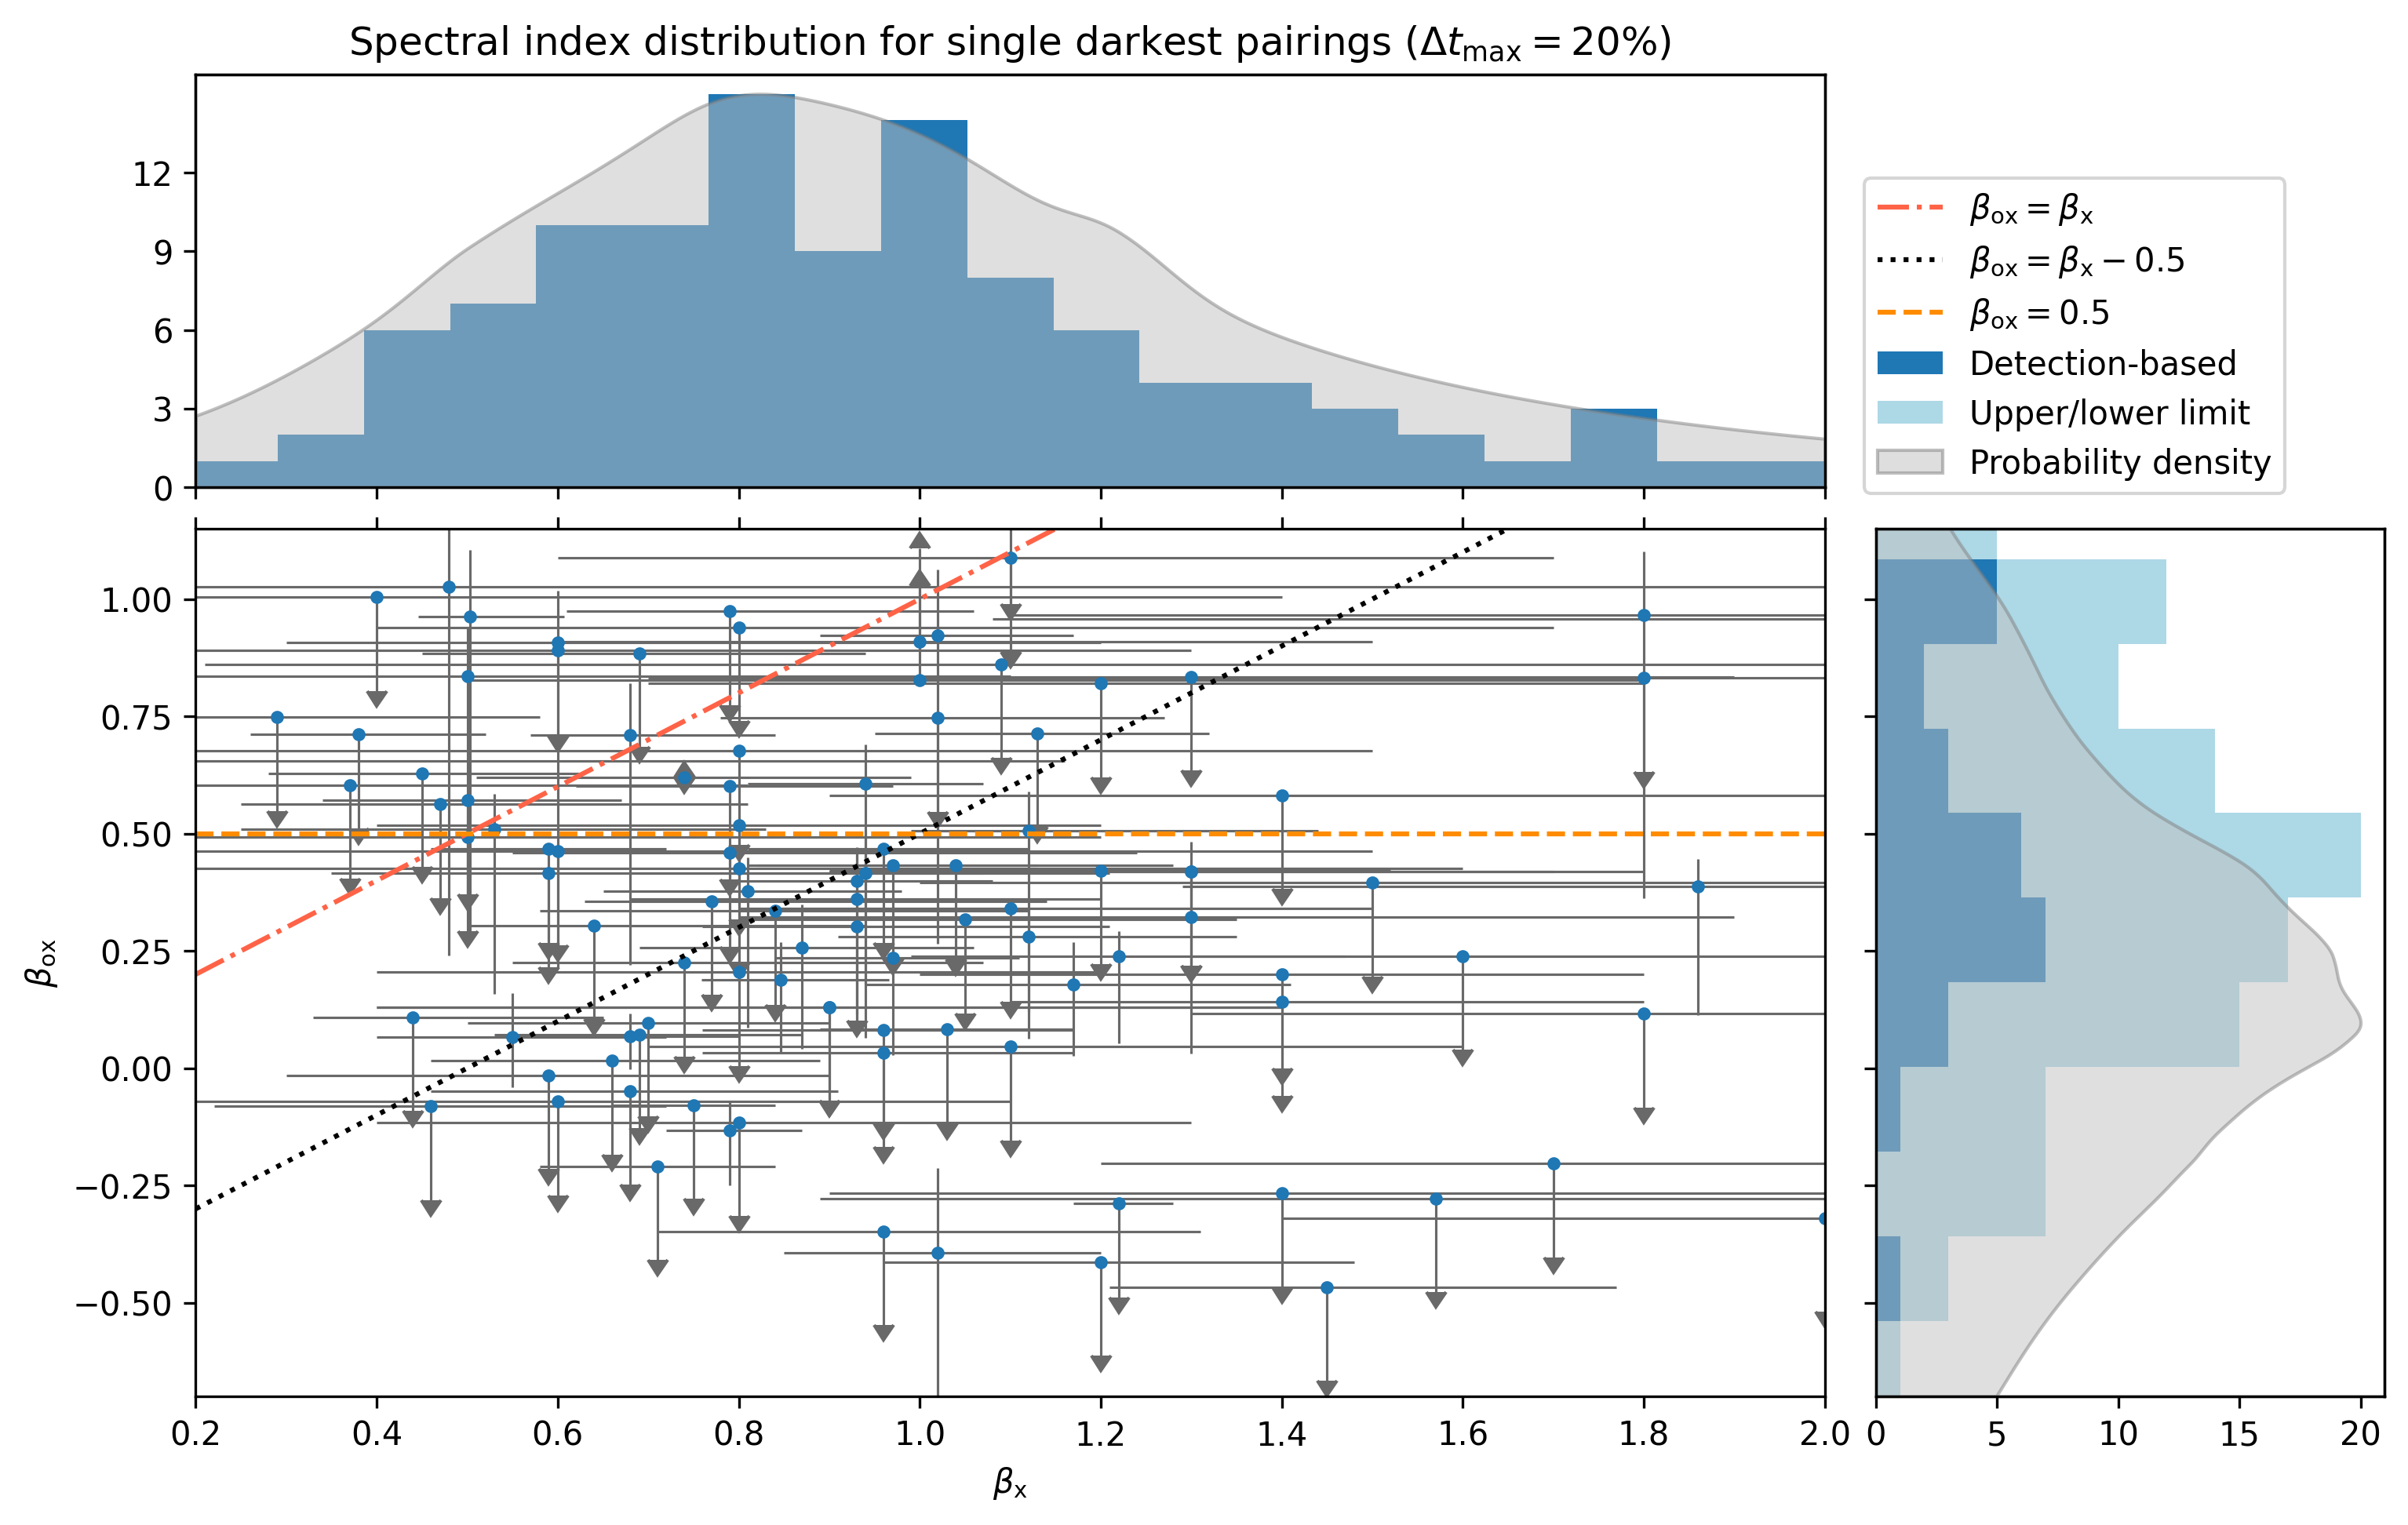 Spectral index distribution for single darkest pairings (Δt_max = 20%)
12
9
6
3
0
β_ox = β_x
β_ox = β_x − 0.5
β_ox = 0.5
Detection-based
Upper/lower limit
Probability density
1.00
0.75
0.50
0.25
0.00
−0.25
−0.50
β_ox
0.2 0.4 0.6 0.8 1.0 1.2 1.4 1.6 1.8 2.0
0 5 10 15 20
β_x